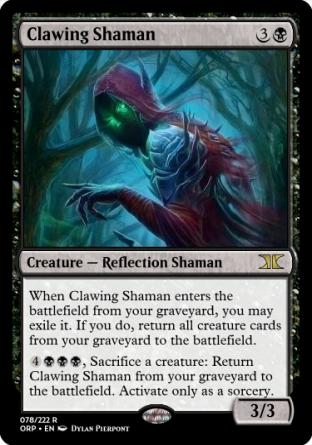 Clawing Shaman 3
Creature — Reflection Shaman
When Clawing Shaman enters the
battlefield from your graveyard, you may
exile it. If you do, return all creature cards
from your graveyard to the battlefield.
4, Sacrifice a creature: Return
Clawing Shaman from your graveyard to
the battlefield. Activate only as a sorcery.
3/3
078/222 R
ORP • EN Dylan Pierpont